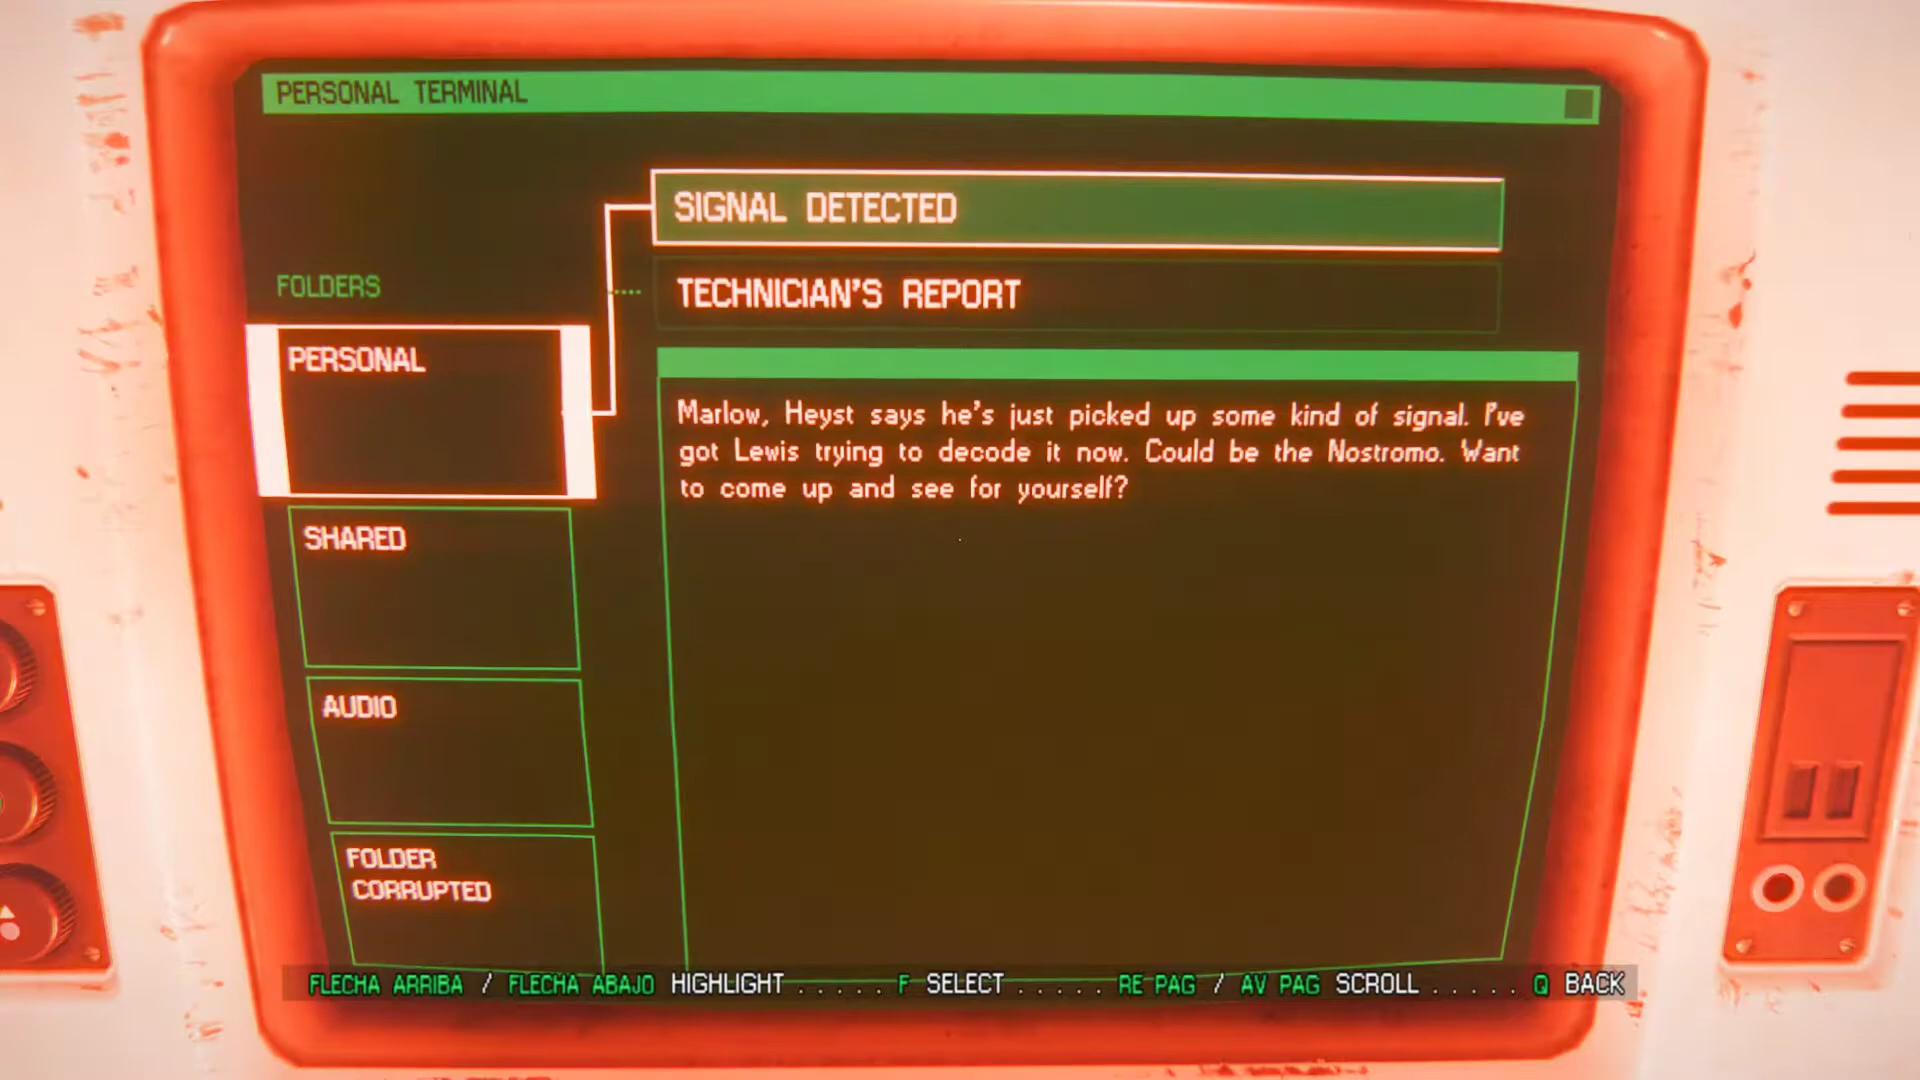 PERSONAL TERMINAL
SIGNAL DETECTED
TECHNICIAN'S REPORT
FOLDERS
PERSONAL
SHARED
AUDIO
FOLDER
CORRUPTED
Marlow, Heyst says he's just picked up some kind of signal. I've
got Lewis trying to decode it now. Could be the Nostromo. Want
to come up and see for yourself?
FLECHA ARRIBA / FLECHA ABAJO HIGHLIGHT ..... F SELECT ..... RE PAG / AV PAG SCROLL ..... Q BACK